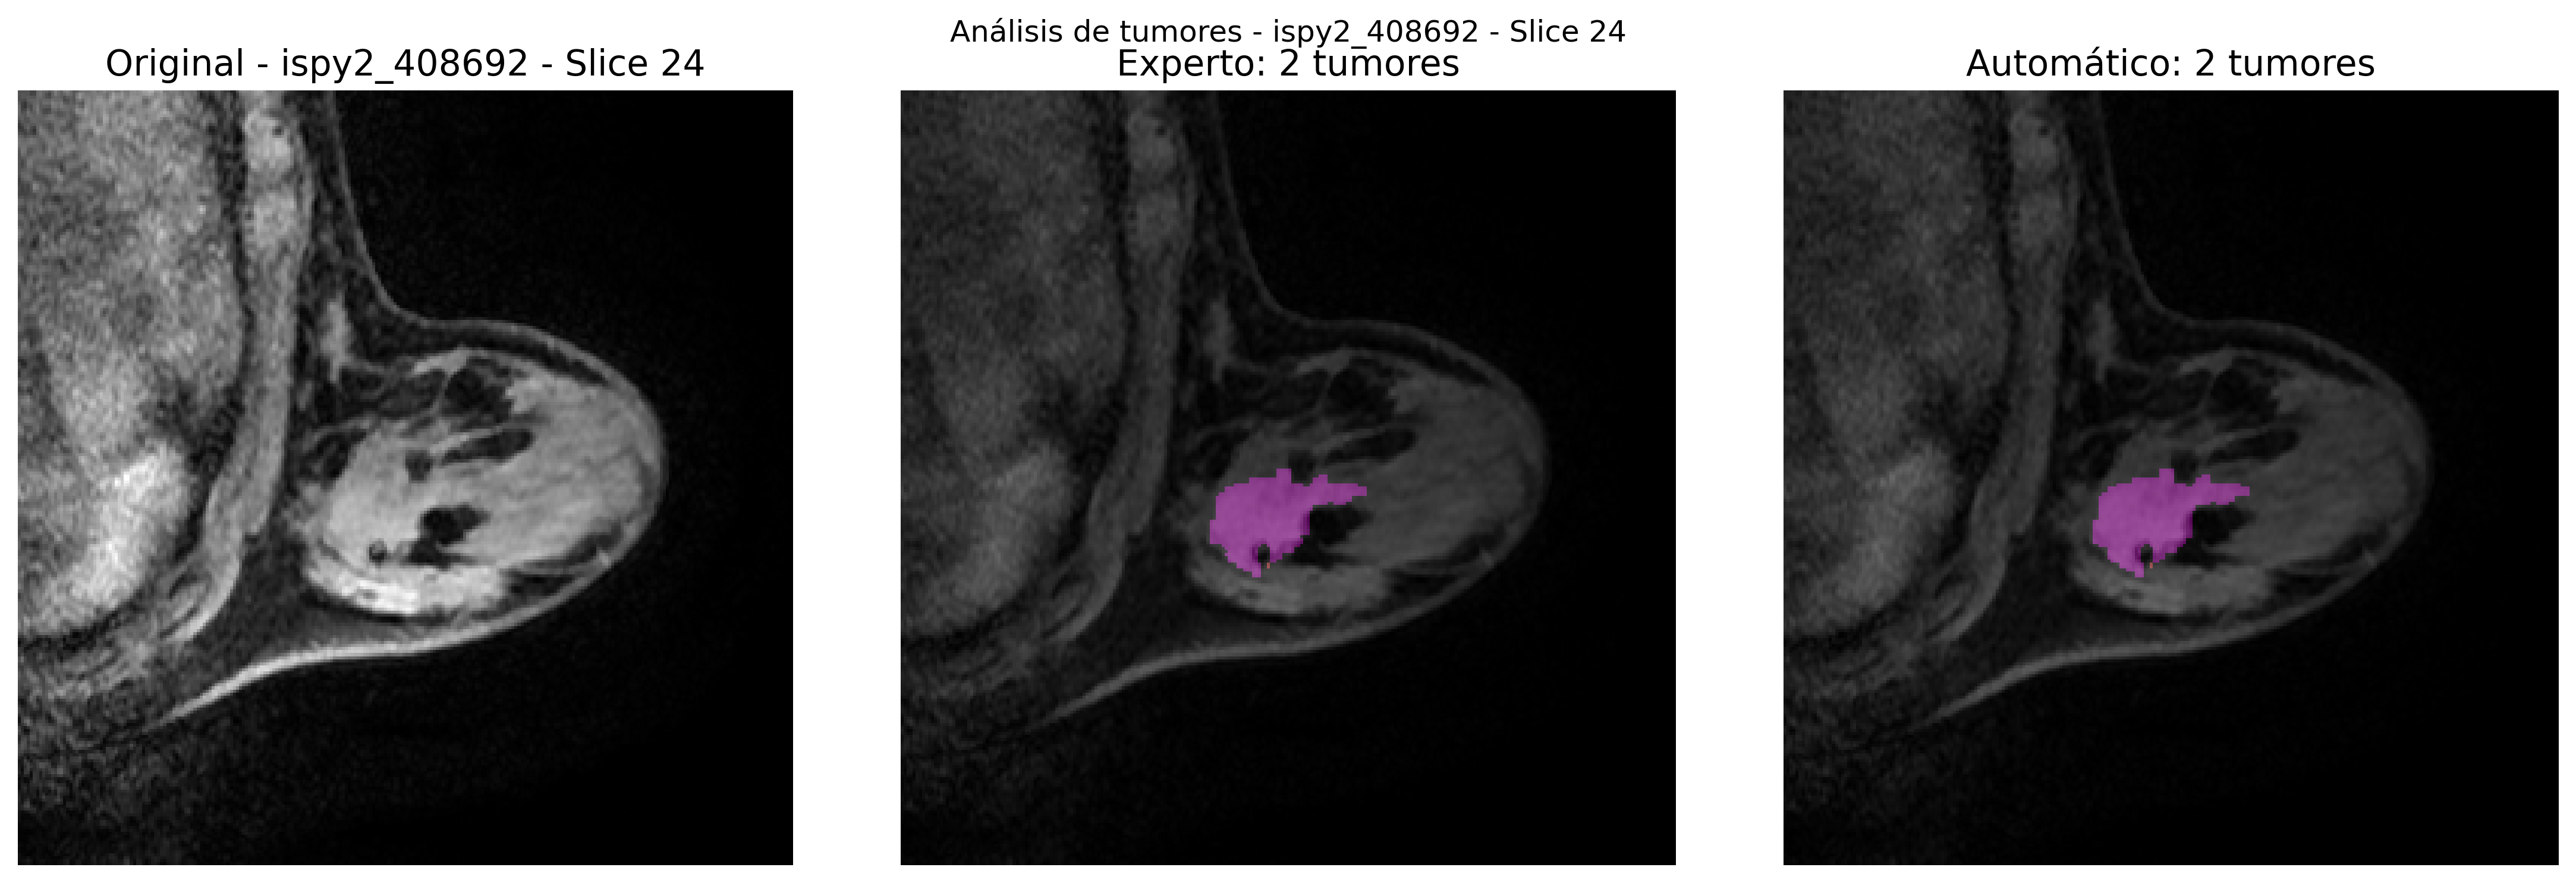 Análisis de tumores - ispy2_408692 - Slice 24
Original - ispy2_408692 - Slice 24
Experto: 2 tumores
Automático: 2 tumores